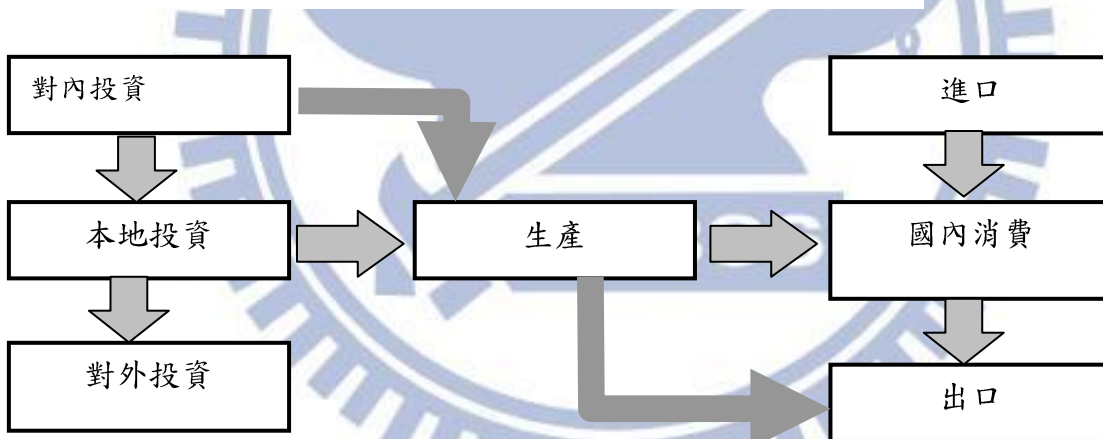 對內投資
進口
本地投資
生產
國內消費
對外投資
出口